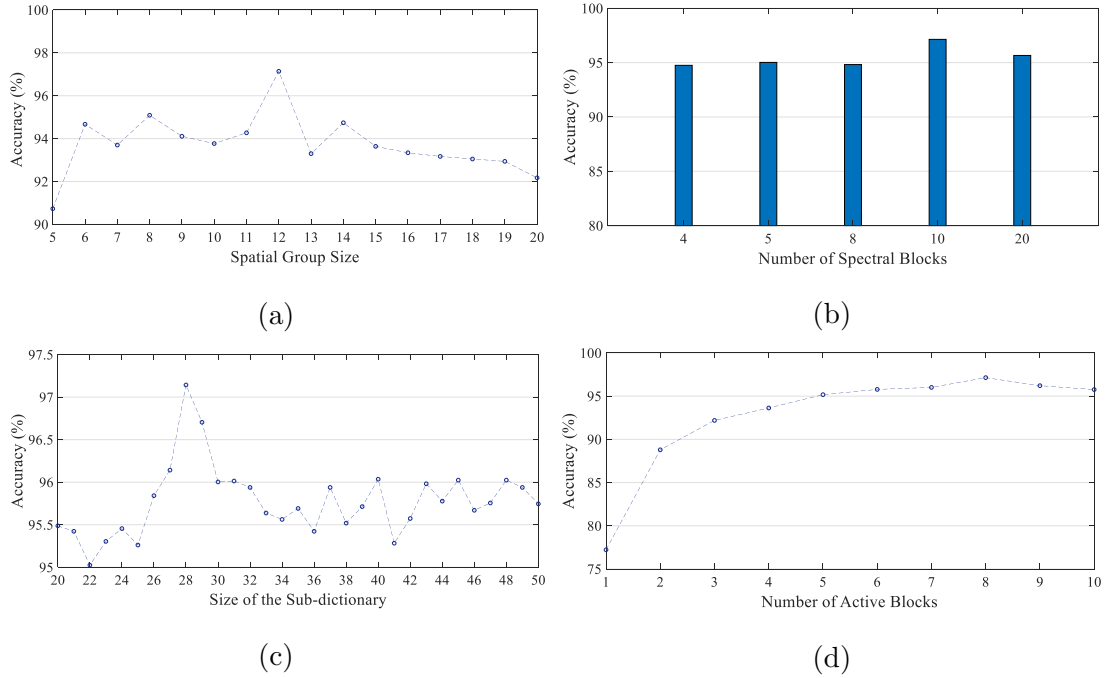 100
98
96
94
92
90
Accuracy (%)
5 6 7 8 9 10 11 12 13 14 15 16 17 18 19 20
Spatial Group Size
(a)
100
95
90
85
80
Accuracy (%)
4 5 8 10 20
Number of Spectral Blocks
(b)
97.5
97
96.5
96
95.5
95
Accuracy (%)
20 22 24 26 28 30 32 34 36 38 40 42 44 46 48 50
Size of the Sub-dictionary
(c)
100
95
90
85
80
75
Accuracy (%)
1 2 3 4 5 6 7 8 9 10
Number of Active Blocks
(d)